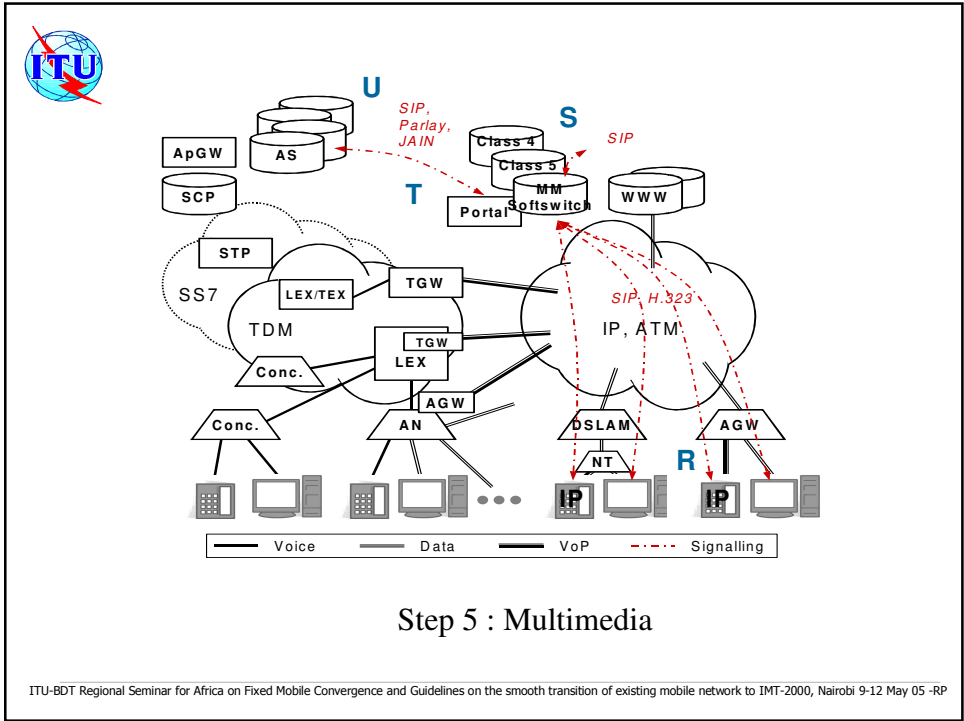 ITU
U
SIP,
Parlay,
JAIN
S
SIP
Class 4
Class 5
MM
Softswitch
ApGW
AS
SCP
T
Portal
WWW
STP
SS7
LEX/TEX
TGW
SIP, H.323
TDM
IP, ATM
TGW
LEX
Conc.
AGW
Conc.
AN
DSLAM
AGW
NT
R
IP
IP
Voice
Data
VoP
Signalling
Step 5 : Multimedia
ITU-BDT Regional Seminar for Africa on Fixed Mobile Convergence and Guidelines on the smooth transition of existing mobile network to IMT-2000, Nairobi 9-12 May 05 -RP